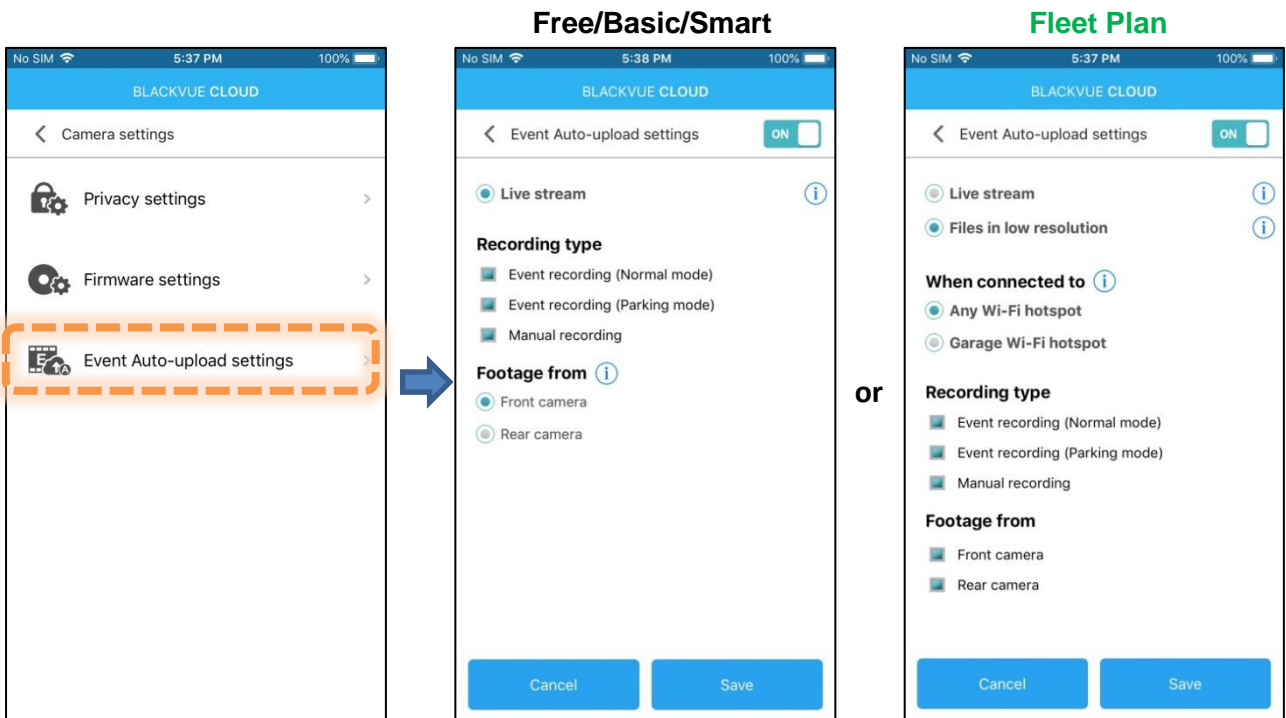 Free/Basic/Smart
Fleet Plan
No SIM 5:37 PM 100%
BLACKVUE CLOUD
Camera settings
Privacy settings
Firmware settings
Event Auto-upload settings
No SIM 5:38 PM 100%
BLACKVUE CLOUD
Event Auto-upload settings ON
Live stream i
Recording type
Event recording (Normal mode)
Event recording (Parking mode)
Manual recording
Footage from i
Front camera
Rear camera
Cancel Save
or
No SIM 5:37 PM 100%
BLACKVUE CLOUD
Event Auto-upload settings ON
Live stream i
Files in low resolution i
When connected to i
Any Wi-Fi hotspot
Garage Wi-Fi hotspot
Recording type
Event recording (Normal mode)
Event recording (Parking mode)
Manual recording
Footage from
Front camera
Rear camera
Cancel Save